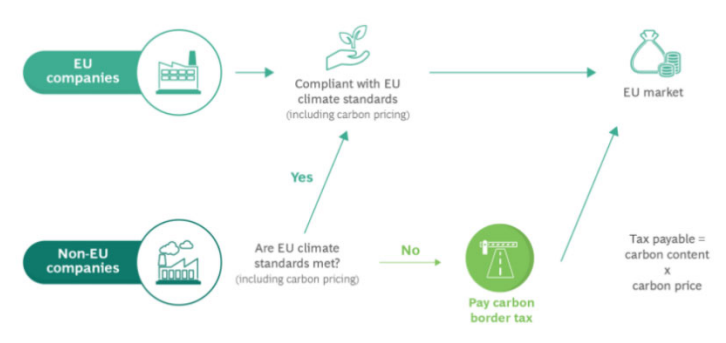 EU
companies
Compliant with EU
climate standards
(including carbon pricing)
EU market
Yes
Non-EU
companies
Are EU climate
standards met?
(including carbon pricing)
No
Pay carbon
border tax
Tax payable =
carbon content
x
carbon price